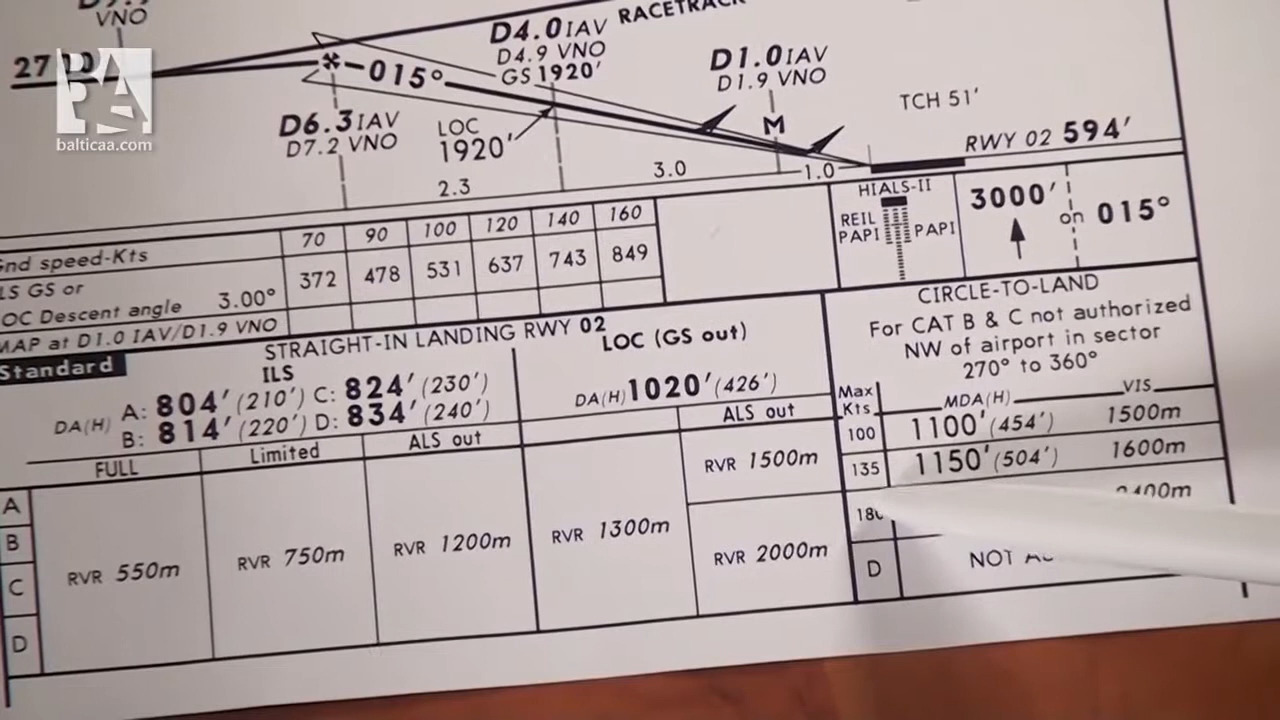 VNO
RACETRACK
BAA
balticaa.com
015°
D4.0 IAV
D4.9 VNO
GS 1920'
D1.0 IAV
D1.9 VNO
D6.3 IAV
D7.2 VNO
LOC
1920'
M
TCH 51'
RWY 02 594'
2.3
3.0
1.0
HIALS-II
REIL
PAPI
PAPI
3000'
on 015°
70 90 100 120 140 160
Gnd speed-Kts
ILS GS or
LOC Descent angle 3.00°
372 478 531 637 743 849
MAP at D1.0 IAV/D1.9 VNO
Standard
STRAIGHT-IN LANDING RWY 02
ILS
LOC (GS out)
DA(H) A: 804' (210') C: 824' (230')
B: 814' (220') D: 834' (240')
DA(H) 1020' (426')
FULL Limited ALS out
ALS out
A
B
C
D
RVR 550m
RVR 750m
RVR 1200m
RVR 1300m
RVR 1500m
RVR 2000m
CIRCLE-TO-LAND
For CAT B & C not authorized
NW of airport in sector
270° to 360°
Max
Kts
MDA(H) VIS
100 1100' (454') 1500m
135 1150' (504') 1600m
180 2400m
D NOT